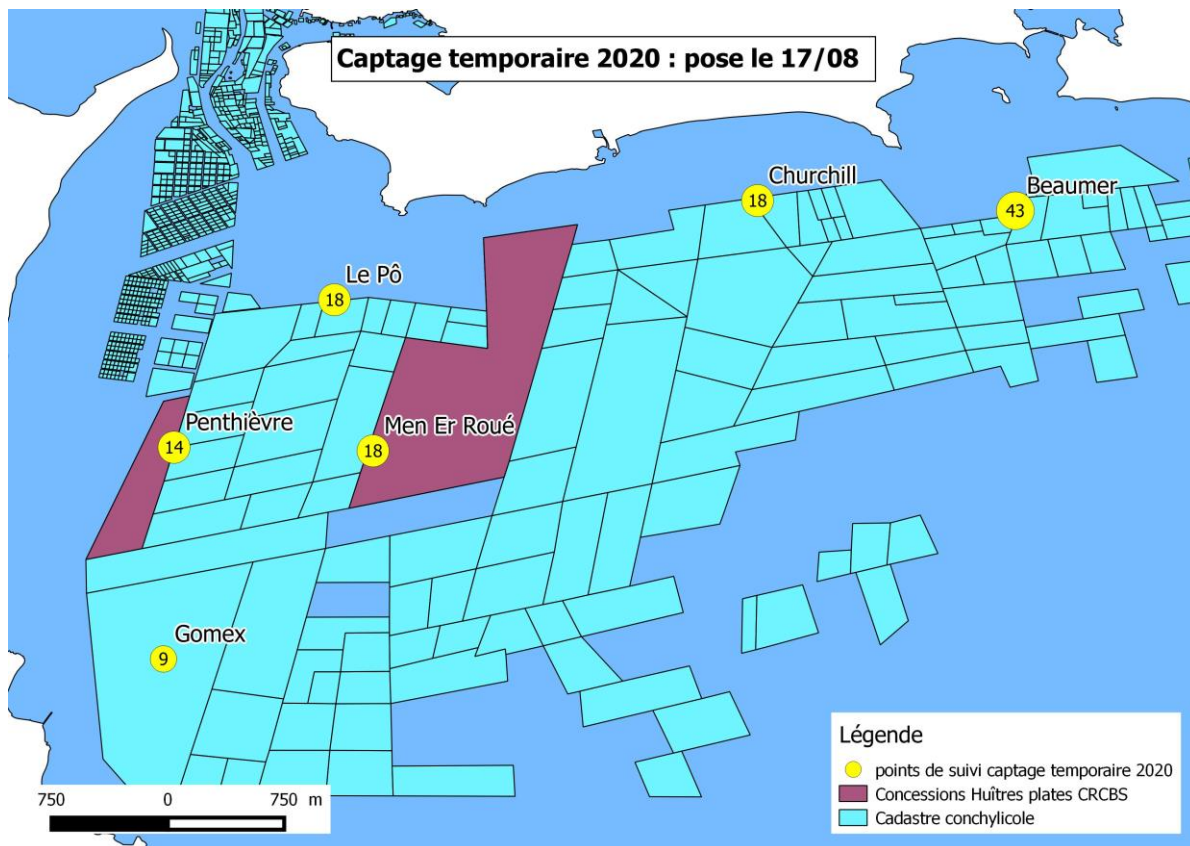 Captage temporaire 2020 : pose le 17/08
Churchill
18
Beaumer
43
Le Pô
18
Penthièvre
14
Men Er Roué
18
Gomex
9
Légende
points de suivi captage temporaire 2020
Concessions Huîtres plates CRCBS
Cadastre conchylicole
750 0 750 m